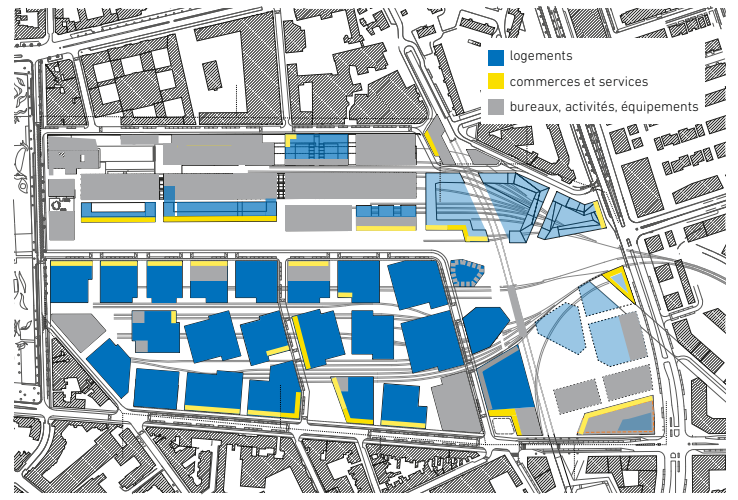 logements
commerces et services
bureaux, activités, équipements